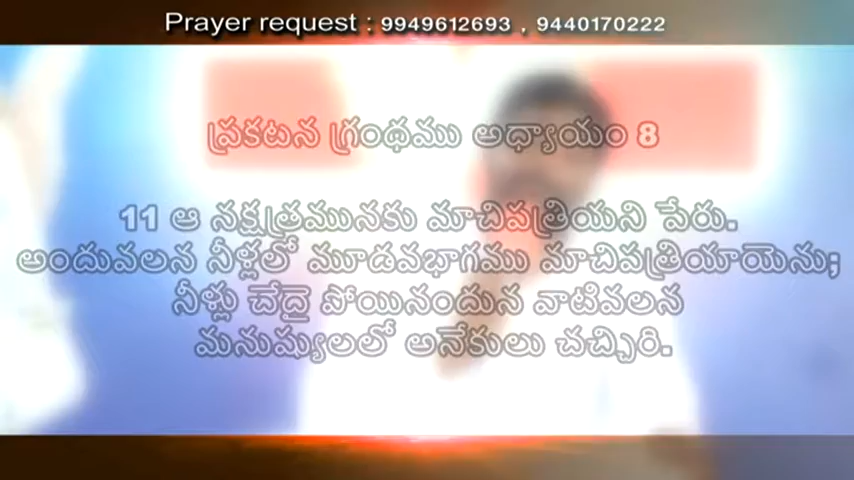 Prayer request : 9949612693 , 9440170222
ప్రకటన గ్రంథము అధ్యాయం 8
11 ఆ నక్షత్రమునకు మాచిపత్రియని పేరు.
అందువలన నీళ్లలో మూడవభాగము మాచిపత్రియాయెను;
నీళ్లు చేదై పోయినందున వాటివలన
మనుష్యులలో అనేకులు చచ్చిరి.